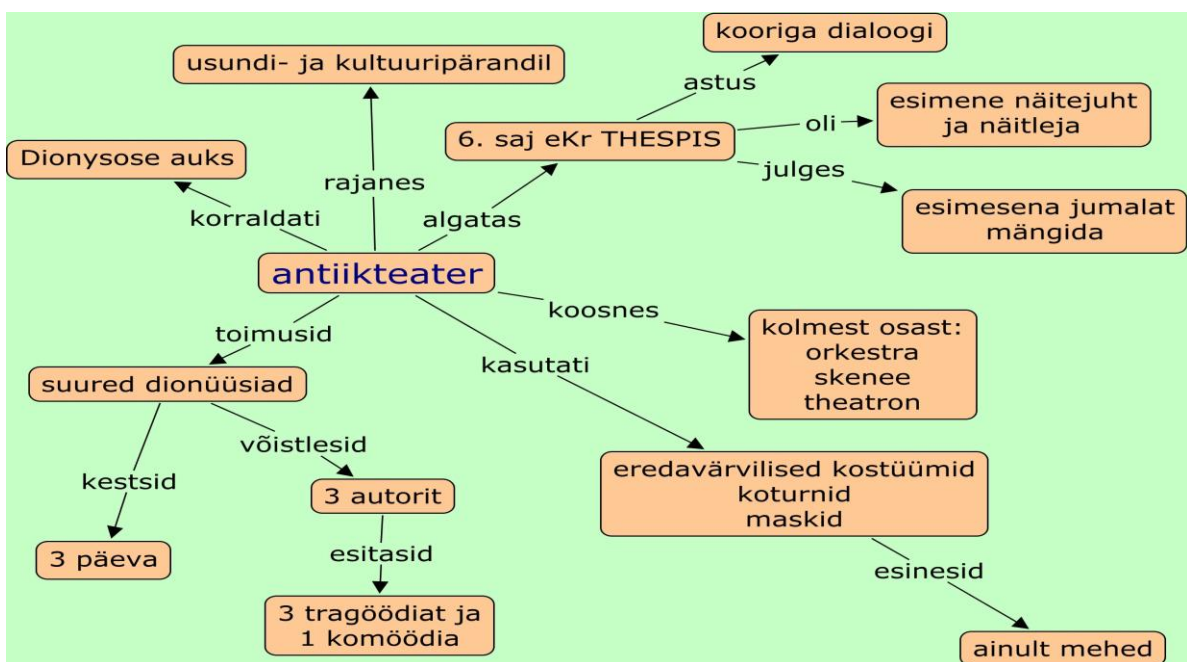 kooriga dialoogi
usundi- ja kultuuripärandil
astus
esimene näitejuht
ja näitleja
oli
6. saj eKr THESPIS
Dionysose auks
julges
rajanes
esimesena jumalat
mängida
korraldati
algatas
antiikteater
koosnes
toimusid
kolmest osast:
orkestra
skenee
theatron
kasutati
suured dionüüsiad
võistlesid
eredavärvilised kostüümid
koturnid
maskid
kestsid
3 autorit
3 päeva
esitasid
esinesid
3 tragöödiat ja
1 komöödia
ainult mehed